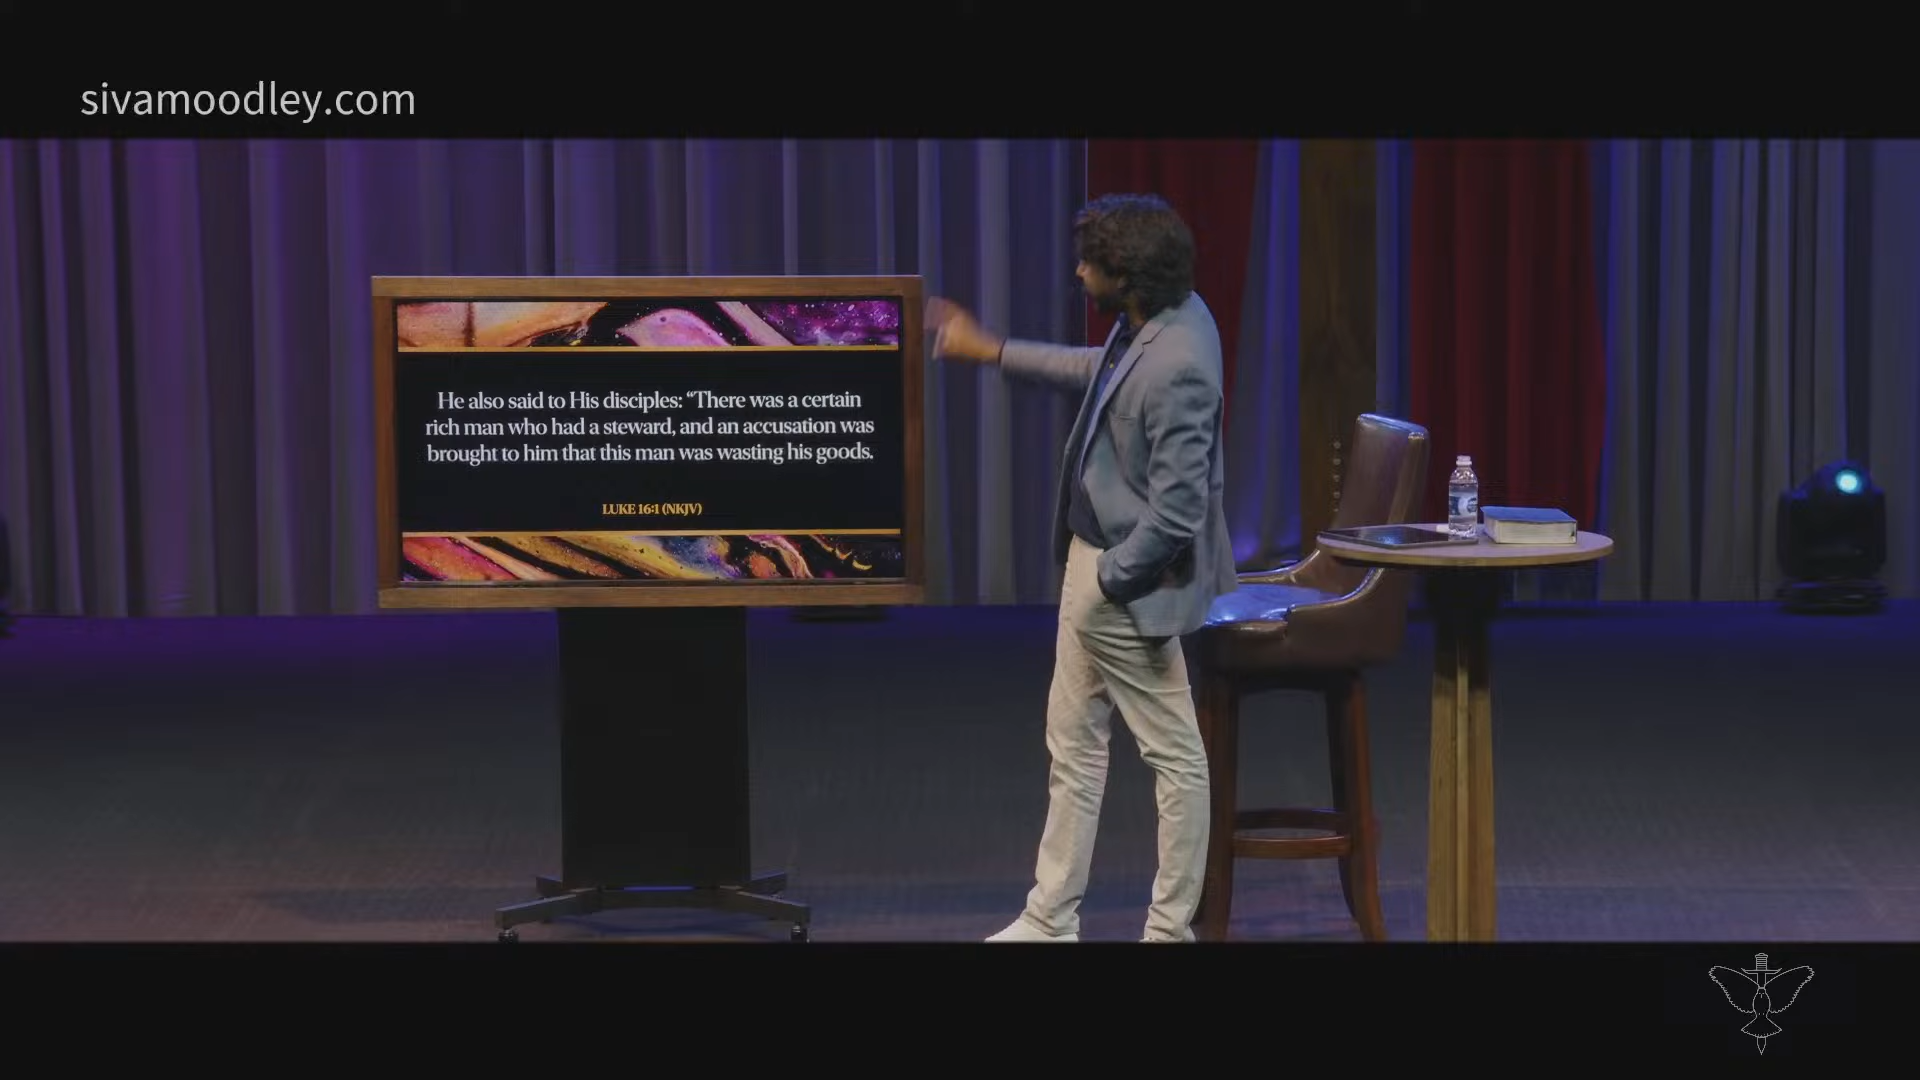 sivamoodley.com
He also said to His disciples: “There was a certain
rich man who had a steward, and an accusation was
brought to him that this man was wasting his goods.
LUKE 16:1 (NKJV)